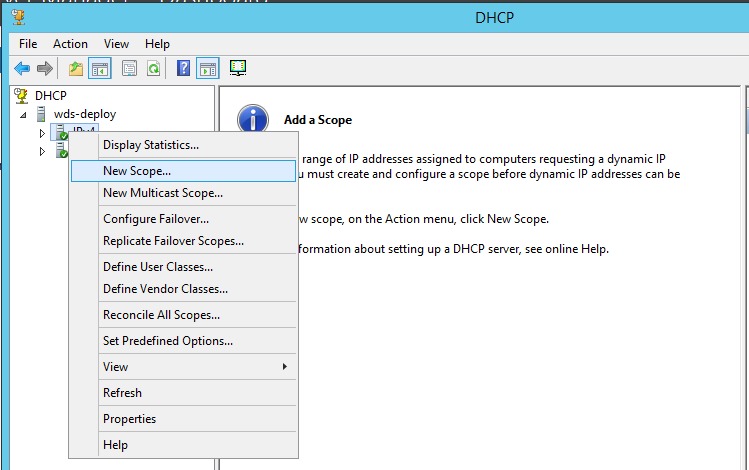 DHCP
File Action View Help
DHCP
wds-deploy
IPv4
Display Statistics...
New Scope...
New Multicast Scope...
Configure Failover...
Replicate Failover Scopes...
Define User Classes...
Define Vendor Classes...
Reconcile All Scopes...
Set Predefined Options...
View
Refresh
Properties
Help
Add a Scope
range of IP addresses assigned to computers requesting a dynamic IP
u must create and configure a scope before dynamic IP addresses can be
w scope, on the Action menu, click New Scope.
formation about setting up a DHCP server, see online Help.